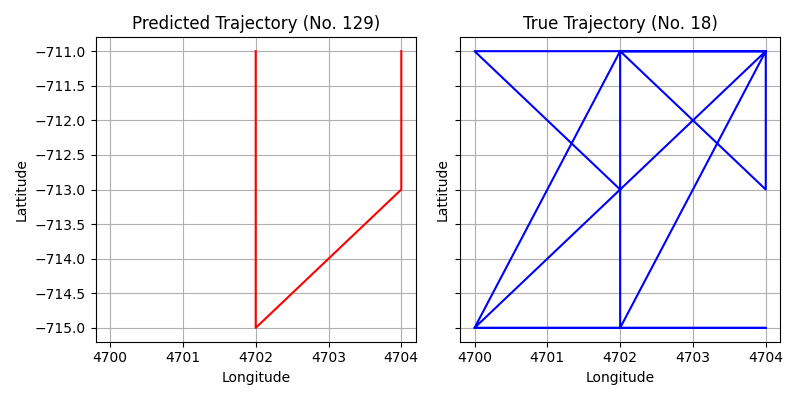 Predicted Trajectory (No. 129)
True Trajectory (No. 18)
Lattitude
−711.0
−711.5
−712.0
−712.5
−713.0
−713.5
−714.0
−714.5
−715.0
4700 4701 4702 4703 4704
Longitude
Lattitude
4700 4701 4702 4703 4704
Longitude